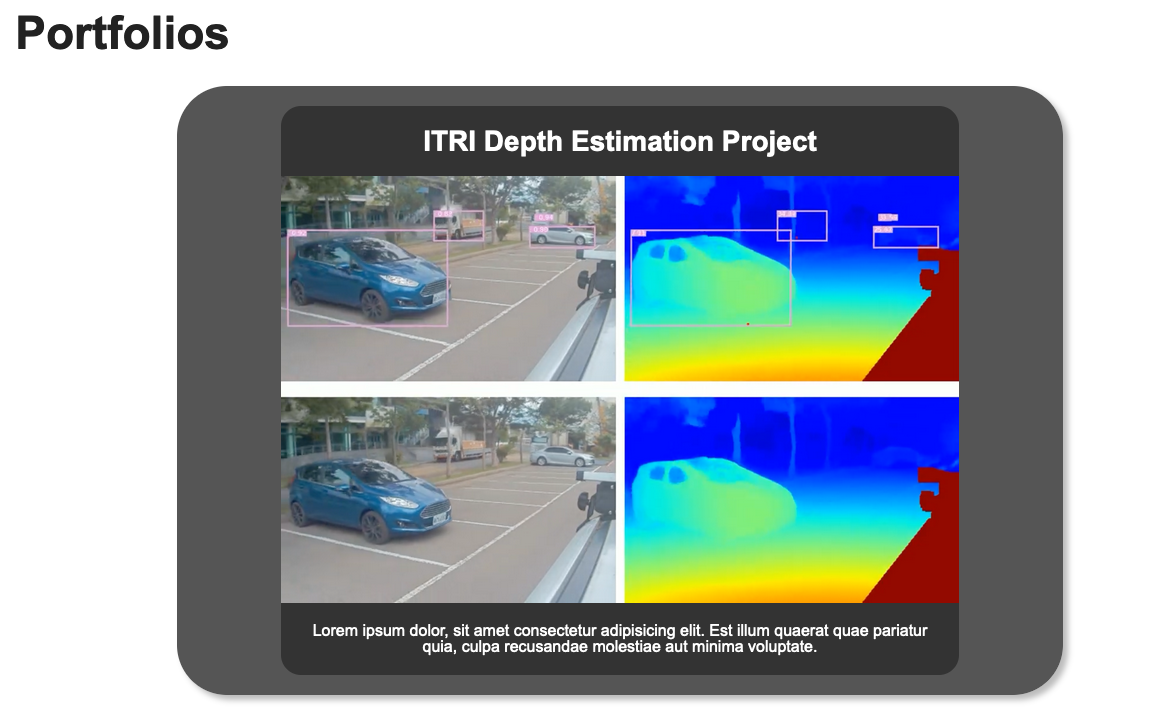 Portfolios
ITRI Depth Estimation Project
Lorem ipsum dolor, sit amet consectetur adipisicing elit. Est illum quaerat quae pariatur
quia, culpa recusandae molestiae aut minima voluptate.